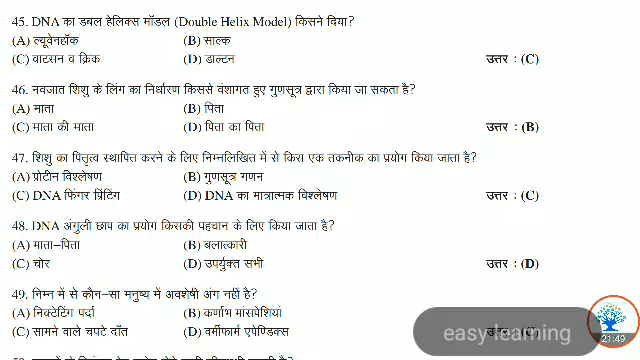 45. DNA का डबल हेलिक्स मॉडल (Double Helix Model) किसने दिया?
(A) ल्यूवेनहॉक (B) साल्क
(C) वाटसन व क्रिक (D) डाल्टन उत्तर : (C)
46. नवजात शिशु के लिंग का निर्धारण किससे वंशागत हुए गुणसूत्र द्वारा किया जा सकता है?
(A) माता (B) पिता
(C) माता की माता (D) पिता का पिता उत्तर : (B)
47. शिशु का पितृत्व स्थापित करने के लिए निम्नलिखित में से किस एक तकनीक का प्रयोग किया जाता है?
(A) प्रोटीन विश्लेषण (B) गुणसूत्र गणन
(C) DNA फिंगर प्रिंटिंग (D) DNA का मात्रात्मक विश्लेषण उत्तर : (C)
48. DNA अंगुली छाप का प्रयोग किसकी पहचान के लिए किया जाता है?
(A) माता–पिता (B) बलात्कारी
(C) चोर (D) उपर्युक्त सभी उत्तर : (D)
49. निम्न में से कौन–सा मनुष्य में अवशेषी अंग नहीं है?
(A) निक्टेटिंग पर्दा (B) कर्णाभ मांसपेशियां
(C) सामने वाले चपटे दाँत (D) वर्मीफार्म एपेण्डिक्स उत्तर : (C)
easy learning
21:49